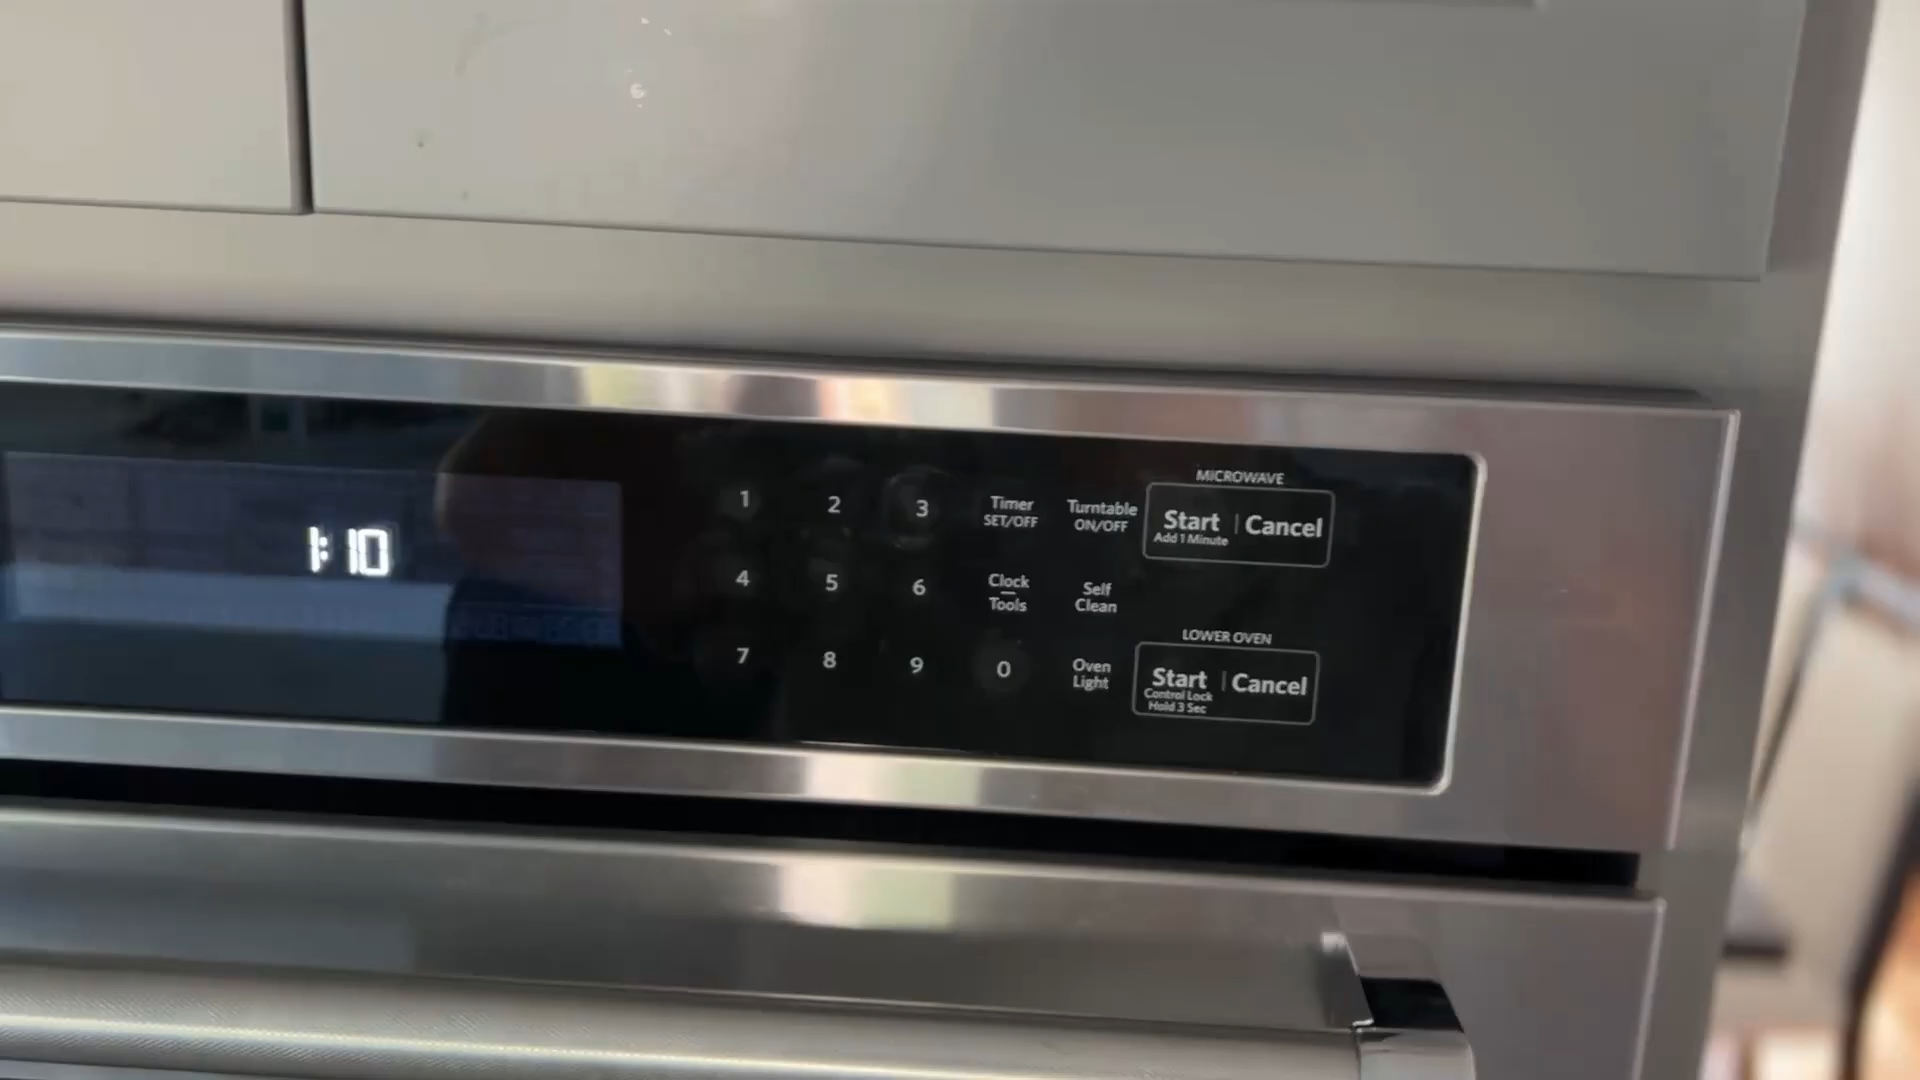 1:10
1 2 3
4 5 6
7 8 9 0
Timer
SET/OFF
Turntable
ON/OFF
Clock
Tools
Self
Clean
Oven
Light
MICROWAVE
Start | Cancel
Add 1 Minute
LOWER OVEN
Start | Cancel
Control Lock
Hold 3 Sec